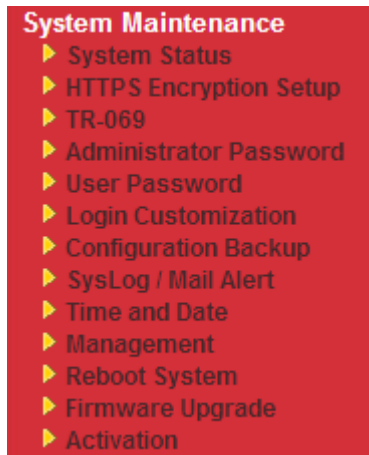 System Maintenance
System Status
HTTPS Encryption Setup
TR-069
Administrator Password
User Password
Login Customization
Configuration Backup
SysLog / Mail Alert
Time and Date
Management
Reboot System
Firmware Upgrade
Activation